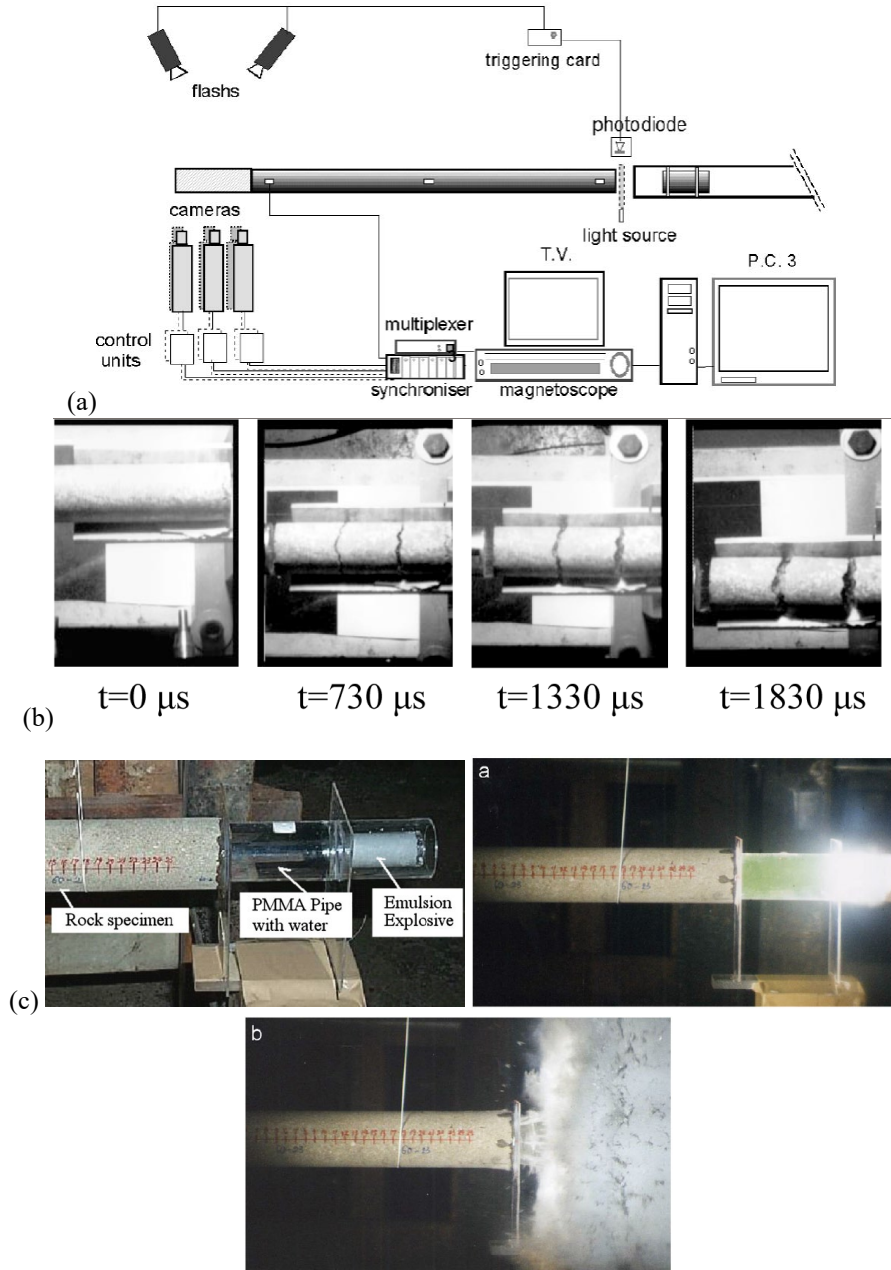 flashs
triggering card
photodiode
cameras
light source
T.V.
P.C. 3
multiplexer
control
units
synchroniser
magnetoscope
(a)
t=0 µs
t=730 µs
t=1330 µs
t=1830 µs
(b)
Rock specimen
PMMA Pipe
with water
Emulsion
Explosive
a
(c)
b